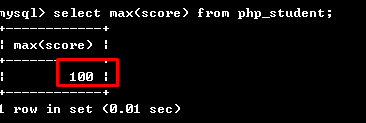 mysql> select max(score) from php_student;
+------------+
¦ max(score) ¦
+------------+
¦ 100 ¦
+------------+
1 row in set (0.01 sec)